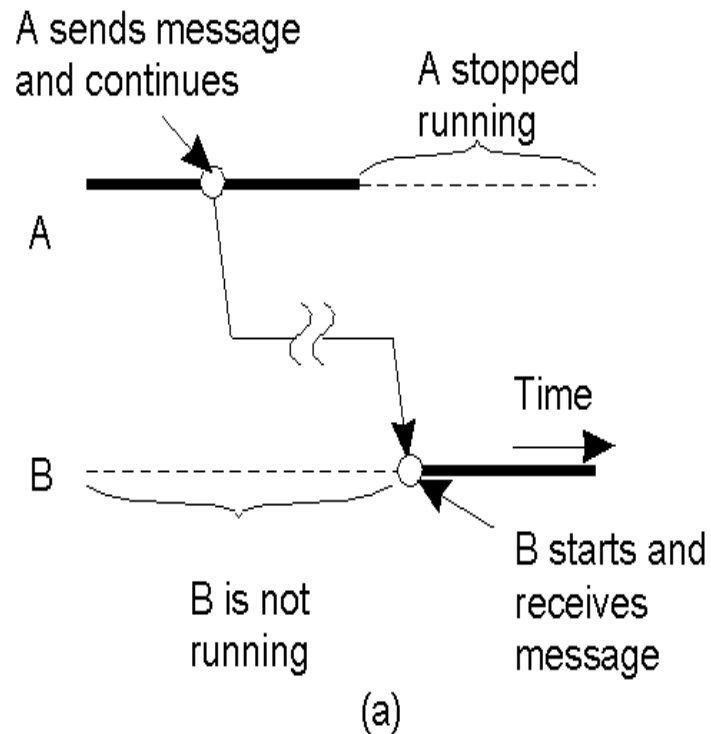 A sends message
and continues
A stopped
running
A
Time
B
B starts and
receives
message
B is not
running
(a)